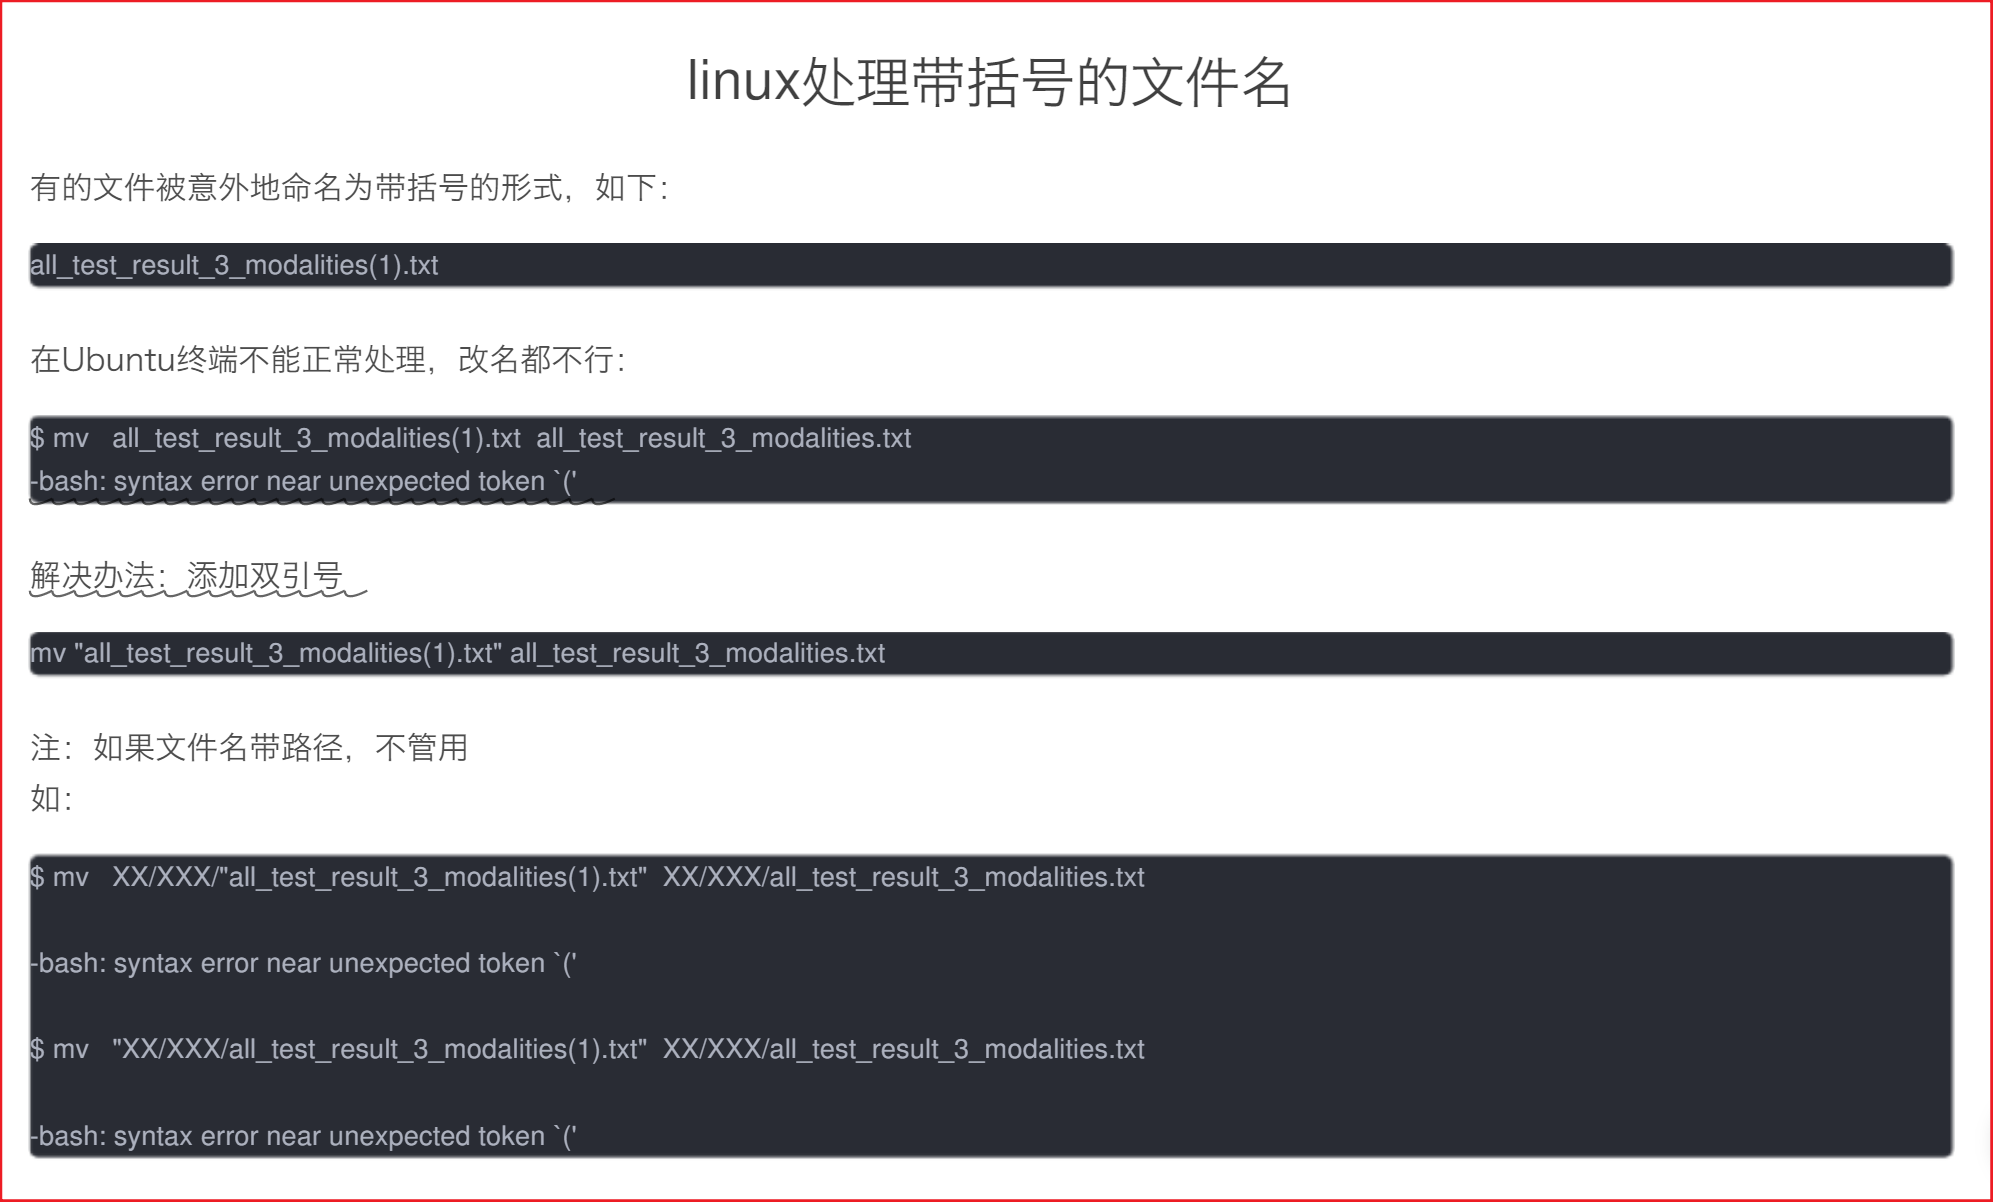 linux处理带括号的文件名
有的文件被意外地命名为带括号的形式，如下：
all_test_result_3_modalities(1).txt
在Ubuntu终端不能正常处理，改名都不行：
$ mv   all_test_result_3_modalities(1).txt  all_test_result_3_modalities.txt
-bash: syntax error near unexpected token `('
解决办法：添加双引号
mv "all_test_result_3_modalities(1).txt" all_test_result_3_modalities.txt
注：如果文件名带路径，不管用
如：
$ mv   XX/XXX/"all_test_result_3_modalities(1).txt"  XX/XXX/all_test_result_3_modalities.txt
-bash: syntax error near unexpected token `('
$ mv   "XX/XXX/all_test_result_3_modalities(1).txt"  XX/XXX/all_test_result_3_modalities.txt
-bash: syntax error near unexpected token `('